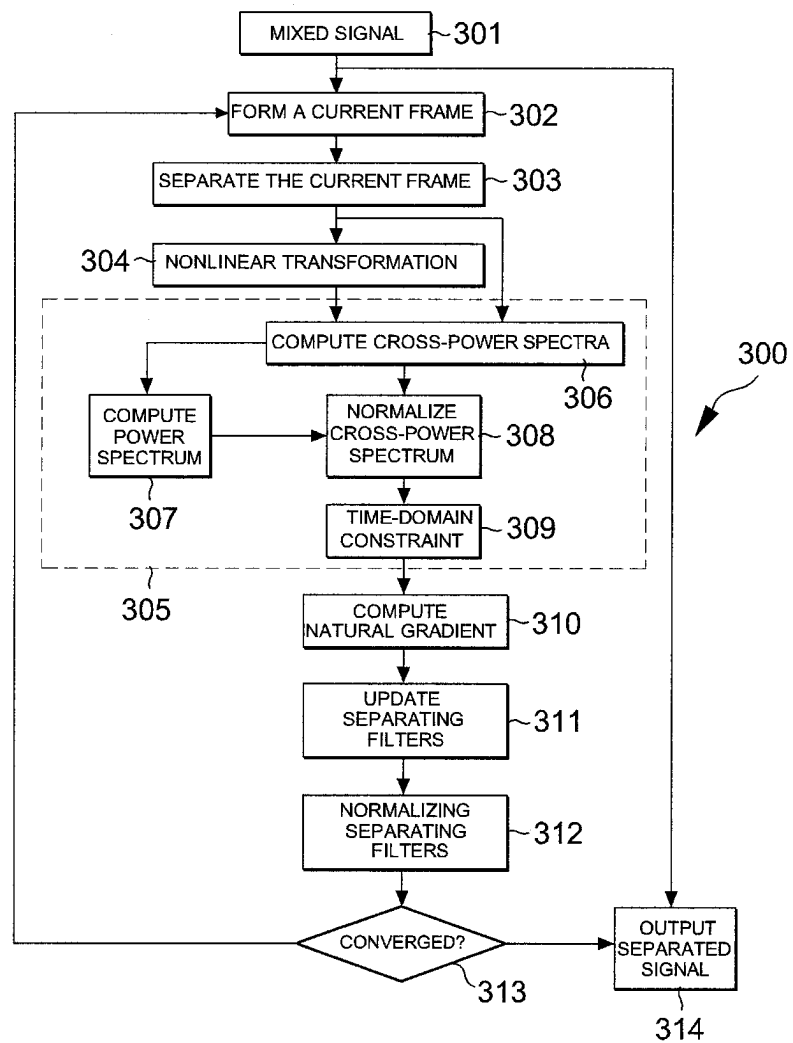 MIXED SIGNAL
301
FORM A CURRENT FRAME
302
SEPARATE THE CURRENT FRAME
303
304
NONLINEAR TRANSFORMATION
COMPUTE CROSS-POWER SPECTRA
306
300
COMPUTE
POWER
SPECTRUM
307
NORMALIZE
CROSS-POWER
SPECTRUM
308
TIME-DOMAIN
CONSTRAINT
309
305
COMPUTE
NATURAL GRADIENT
310
UPDATE
SEPARATING
FILTERS
311
NORMALIZING
SEPARATING
FILTERS
312
CONVERGED?
313
OUTPUT
SEPARATED
SIGNAL
314